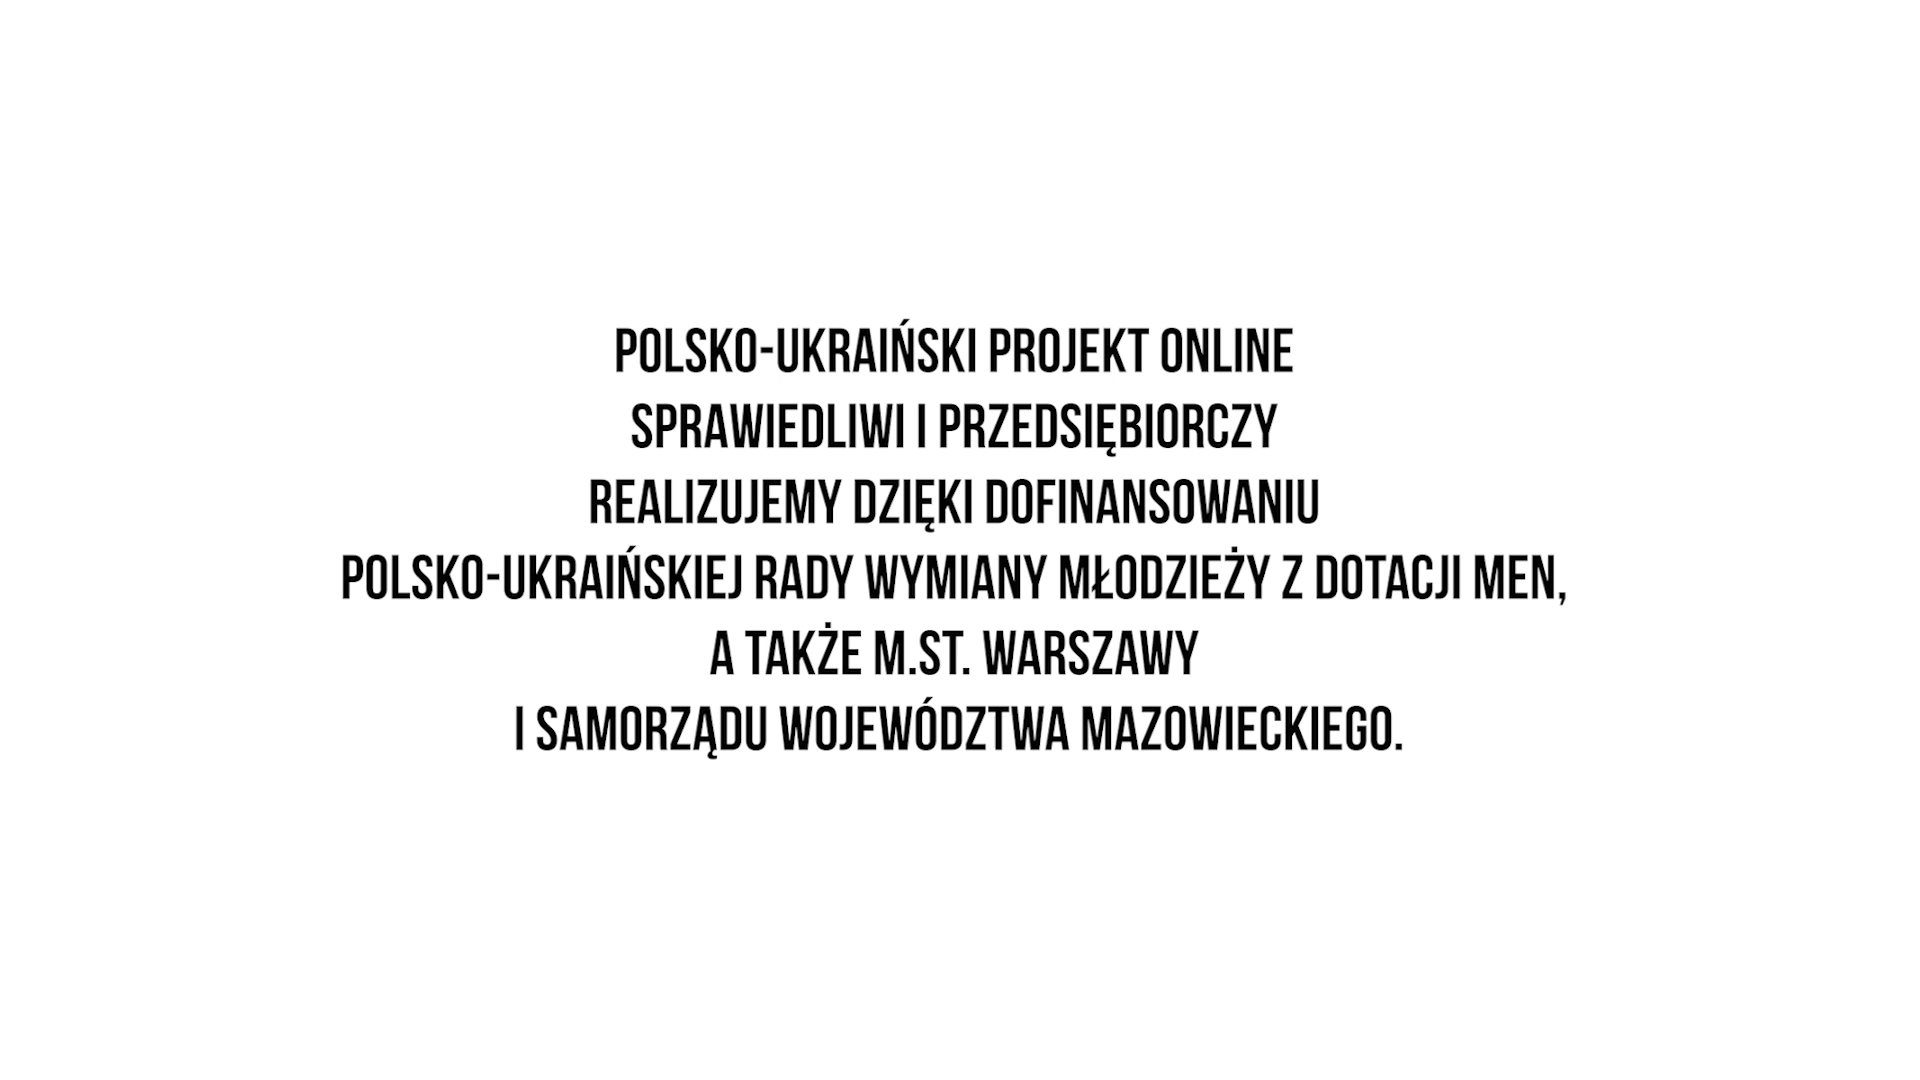 POLSKO-UKRAIŃSKI PROJEKT ONLINE
SPRAWIEDLIWI I PRZEDSIĘBIORCZY
REALIZUJEMY DZIĘKI DOFINANSOWANIU
POLSKO-UKRAIŃSKIEJ RADY WYMIANY MŁODZIEŻY Z DOTACJI MEN,
A TAKŻE M.ST. WARSZAWY
I SAMORZĄDU WOJEWÓDZTWA MAZOWIECKIEGO.